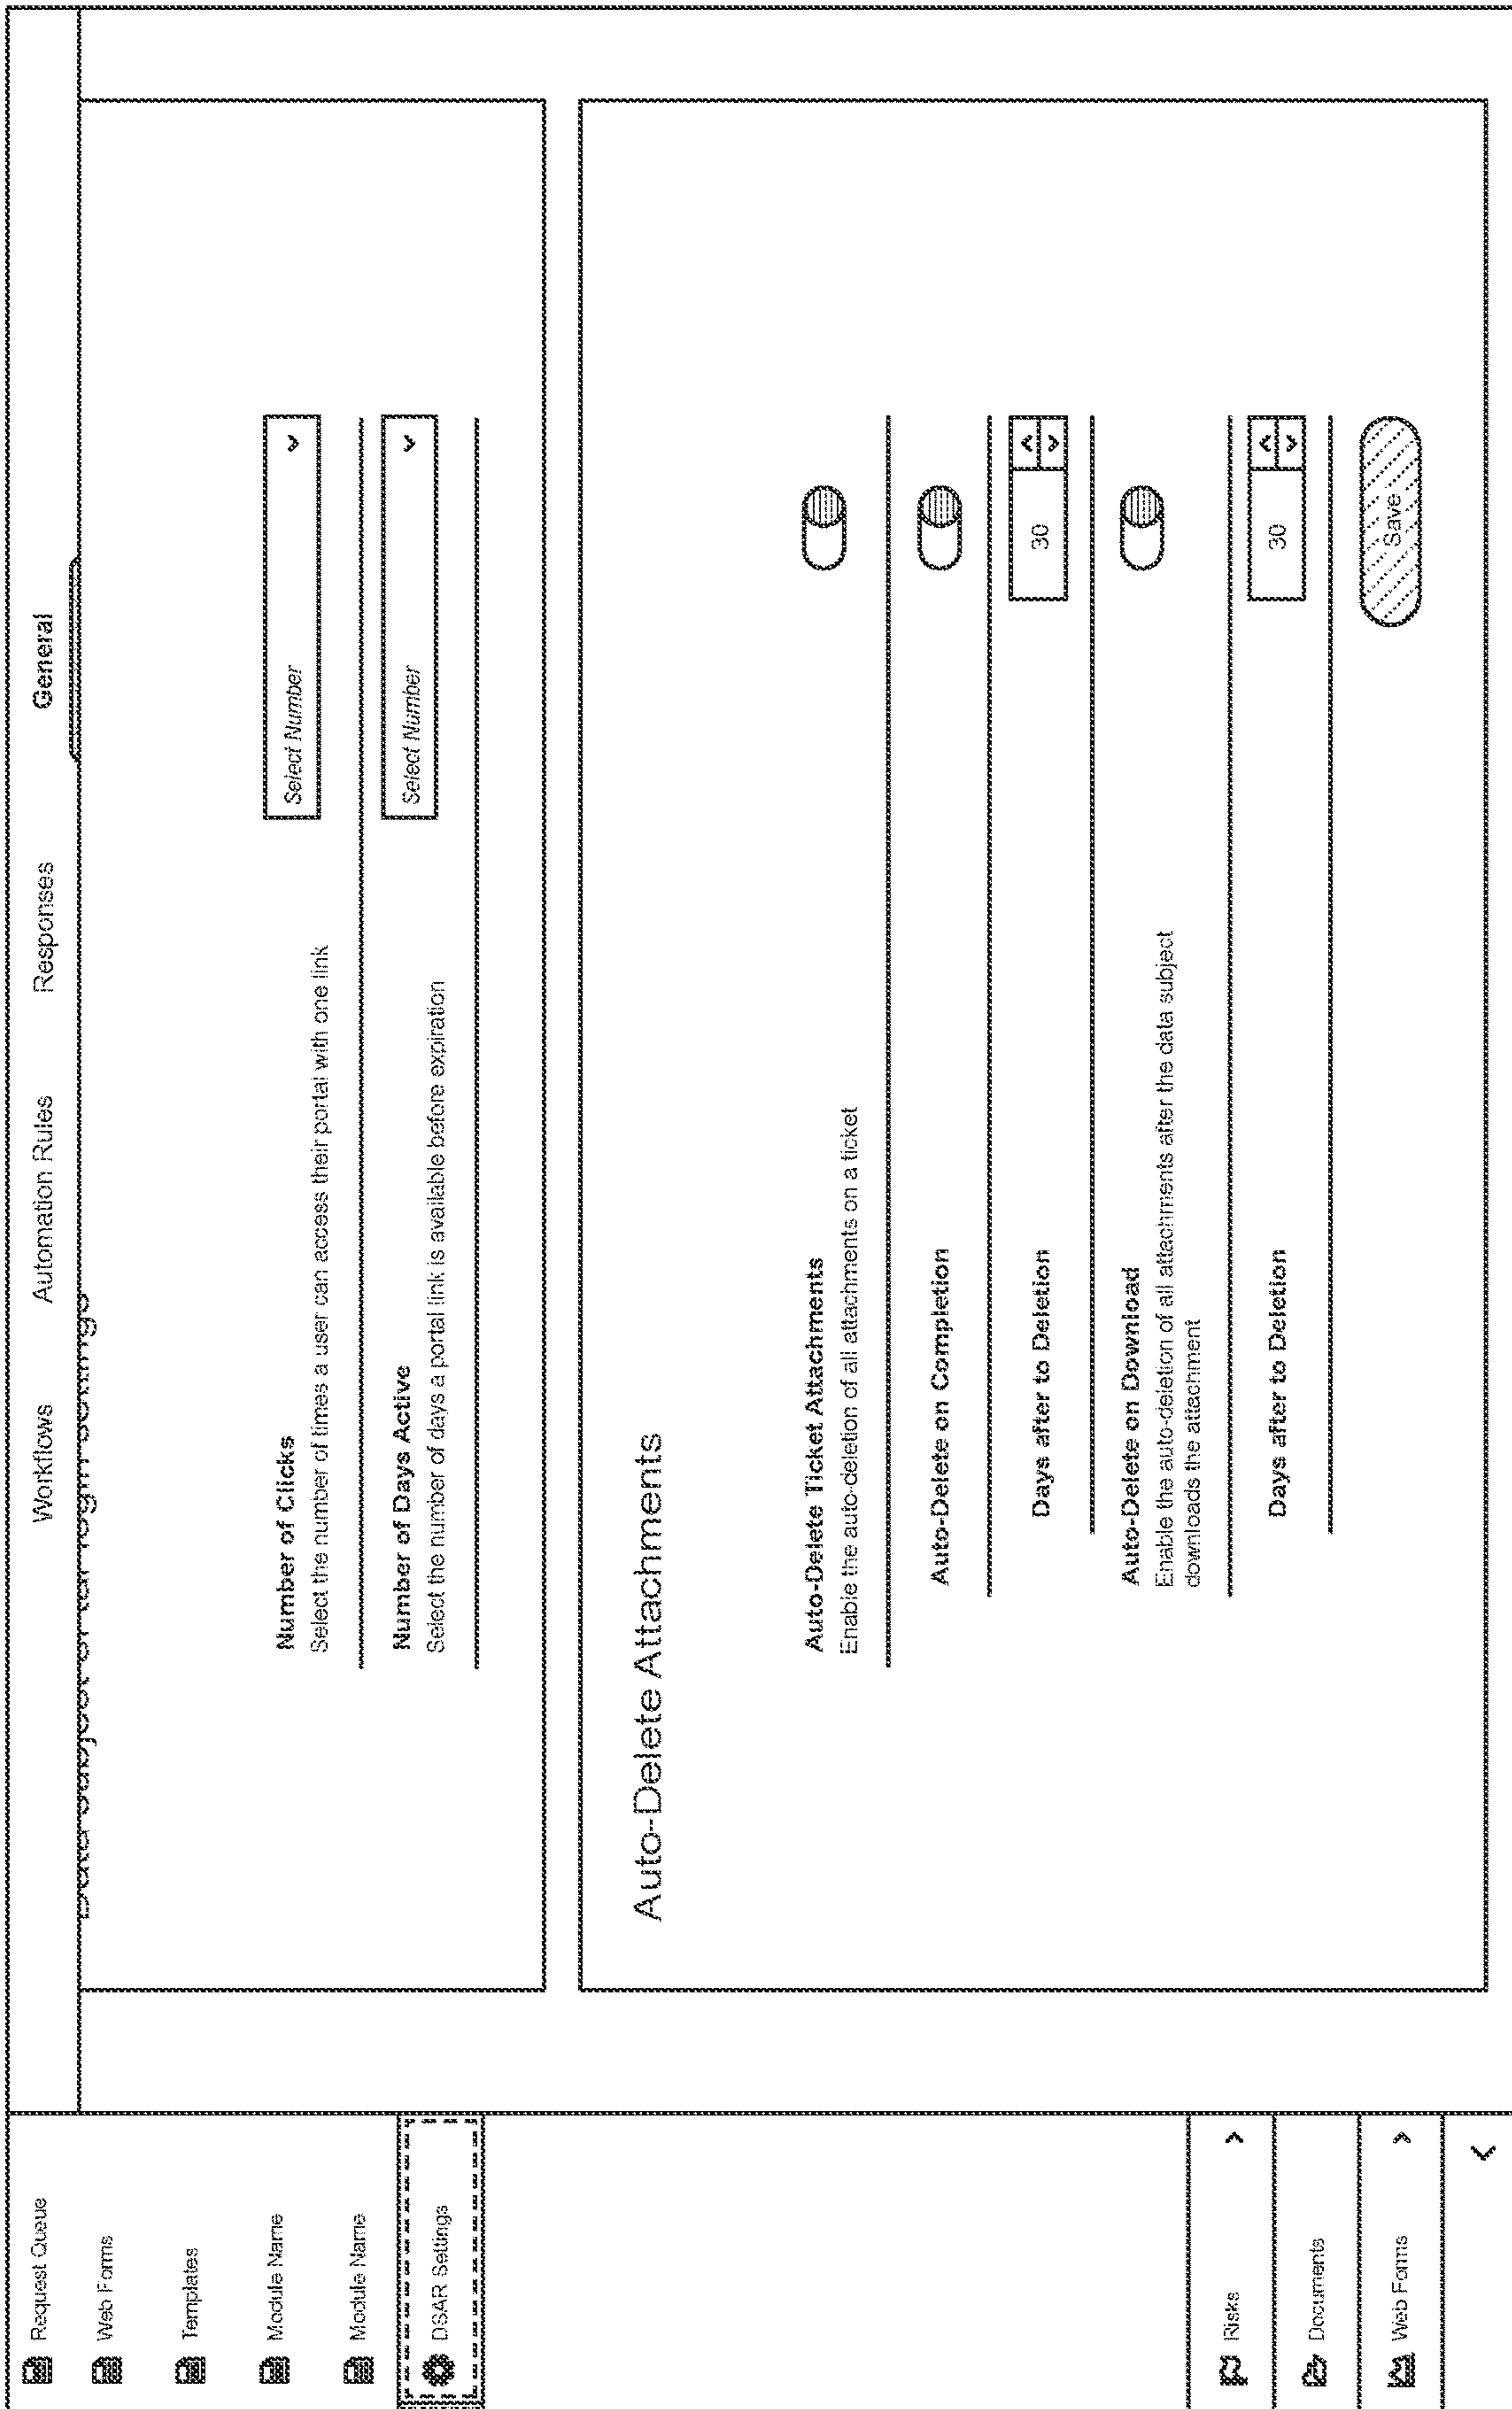 Request Queue
Web Forms
Templates
Module Name
Module Name
DSAR Settings
Risks
Documents
Web Forms
Workflows
Automation Rules
Responses
General
Number of Clicks
Select the number of times a user can access their portal with one link
Select Number
Number of Days Active
Select the number of days a portal link is available before expiration
Select Number
Auto-Delete Attachments
Auto-Delete Ticket Attachments
Enable the auto-deletion of all attachments on a ticket
Auto-Delete on Completion
Days after to Deletion
30
Auto-Delete on Download
Enable the auto-deletion of all attachments after the data subject
downloads the attachment
Days after to Deletion
30
Save